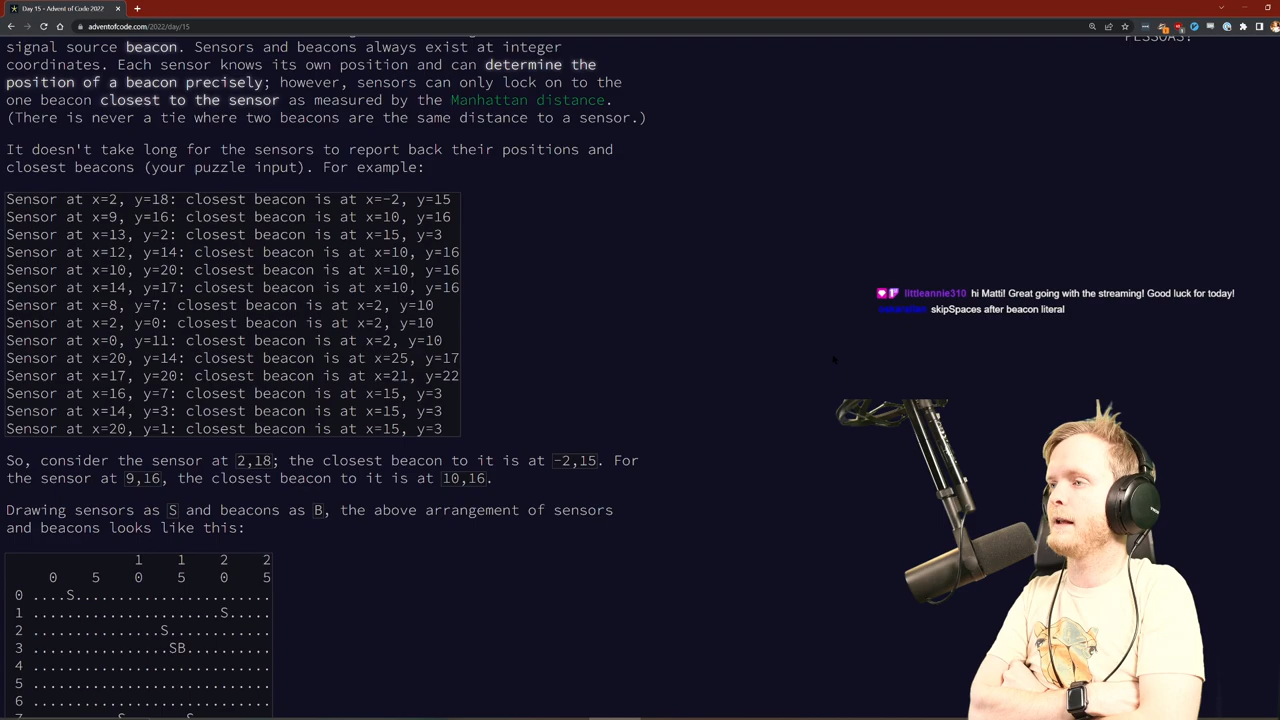 Day 15 - Advent of Code 2022
adventofcode.com/2022/day/15
signal source beacon. Sensors and beacons always exist at integer
coordinates. Each sensor knows its own position and can determine the
position of a beacon precisely; however, sensors can only lock on to the
one beacon closest to the sensor as measured by the Manhattan distance.
(There is never a tie where two beacons are the same distance to a sensor.)
It doesn't take long for the sensors to report back their positions and
closest beacons (your puzzle input). For example:
Sensor at x=2, y=18: closest beacon is at x=-2, y=15
Sensor at x=9, y=16: closest beacon is at x=10, y=16
Sensor at x=13, y=2: closest beacon is at x=15, y=3
Sensor at x=12, y=14: closest beacon is at x=10, y=16
Sensor at x=10, y=20: closest beacon is at x=10, y=16
Sensor at x=14, y=17: closest beacon is at x=10, y=16
Sensor at x=8, y=7: closest beacon is at x=2, y=10
Sensor at x=2, y=0: closest beacon is at x=2, y=10
Sensor at x=0, y=11: closest beacon is at x=2, y=10
Sensor at x=20, y=14: closest beacon is at x=25, y=17
Sensor at x=17, y=20: closest beacon is at x=21, y=22
Sensor at x=16, y=7: closest beacon is at x=15, y=3
Sensor at x=14, y=3: closest beacon is at x=15, y=3
Sensor at x=20, y=1: closest beacon is at x=15, y=3
So, consider the sensor at 2,18; the closest beacon to it is at -2,15. For
the sensor at 9,16, the closest beacon to it is at 10,16.
Drawing sensors as S and beacons as B, the above arrangement of sensors
and beacons looks like this:
1 1 2 2
0 5 0 5 0 5
0 ....S.......................
1 ......................S.....
2 ...............S............
3 ................SB..........
4 ............................
5 ............................
6 ............................
7
PESSOAS!
littleannie310 hi Matti! Great going with the streaming! Good luck for today!
skipSpaces after beacon literal